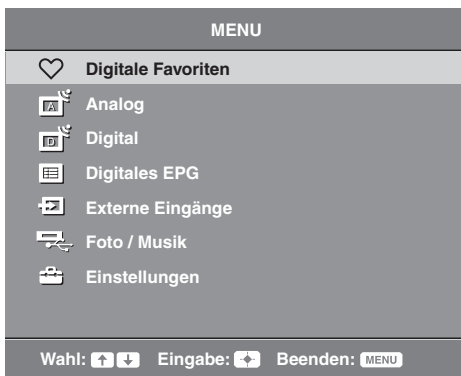 MENU
Digitale Favoriten
Analog
Digital
Digitales EPG
Externe Eingänge
Foto / Musik
Einstellungen
Wahl: ↑ ↓ Eingabe: Beenden: MENU